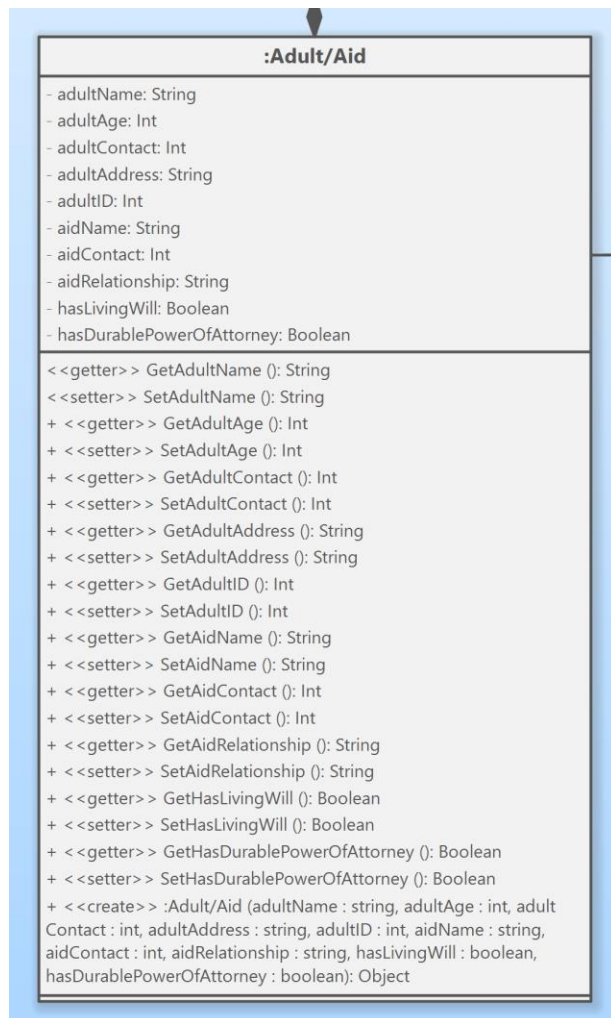 :Adult/Aid
- adultName: String
- adultAge: Int
- adultContact: Int
- adultAddress: String
- adultID: Int
- aidName: String
- aidContact: Int
- aidRelationship: String
- hasLivingWill: Boolean
- hasDurablePowerOfAttorney: Boolean
<<getter>> GetAdultName (): String
<<setter>> SetAdultName (): String
+ <<getter>> GetAdultAge (): Int
+ <<setter>> SetAdultAge (): Int
+ <<getter>> GetAdultContact (): Int
+ <<setter>> SetAdultContact (): Int
+ <<getter>> GetAdultAddress (): String
+ <<setter>> SetAdultAddress (): String
+ <<getter>> GetAdultID (): Int
+ <<setter>> SetAdultID (): Int
+ <<getter>> GetAidName (): String
+ <<setter>> SetAidName (): String
+ <<getter>> GetAidContact (): Int
+ <<setter>> SetAidContact (): Int
+ <<getter>> GetAidRelationship (): String
+ <<setter>> SetAidRelationship (): String
+ <<getter>> GetHasLivingWill (): Boolean
+ <<setter>> SetHasLivingWill (): Boolean
+ <<getter>> GetHasDurablePowerOfAttorney (): Boolean
+ <<setter>> SetHasDurablePowerOfAttorney (): Boolean
+ <<create>> :Adult/Aid (adultName : string, adultAge : int, adult
Contact : int, adultAddress : string, adultID : int, aidName : string,
aidContact : int, aidRelationship : string, hasLivingWill : boolean,
hasDurablePowerOfAttorney : boolean): Object